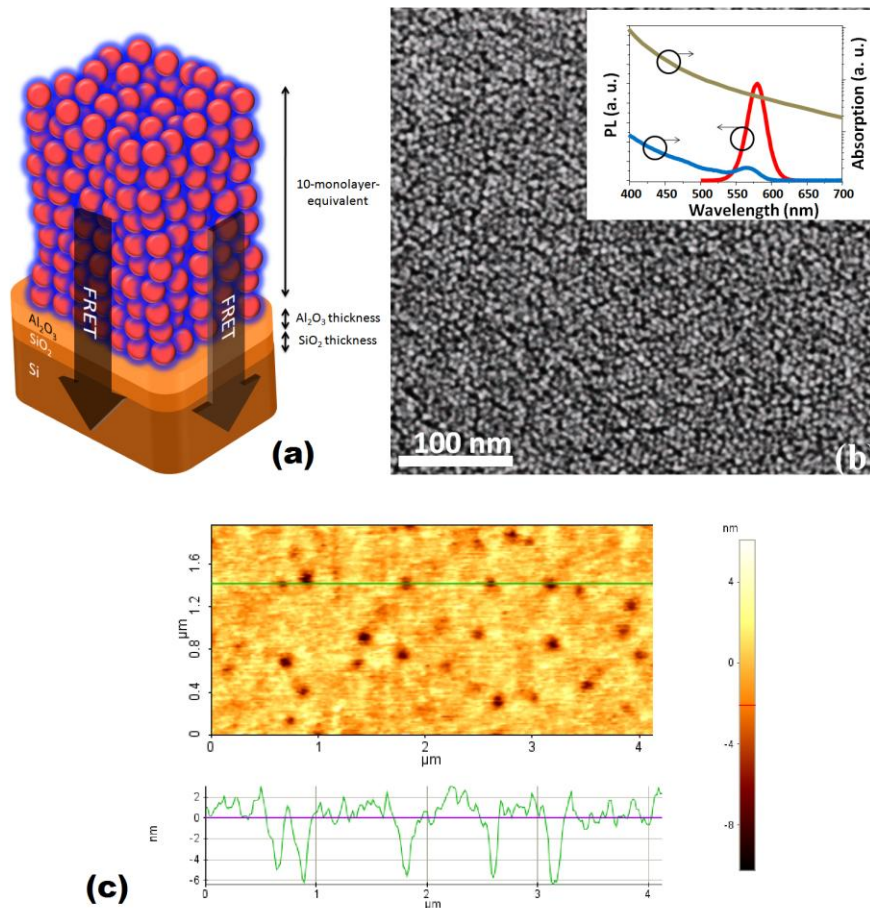 10-monolayer-
equivalent
FRET
FRET
Al2O3
SiO2
Si
Al2O3 thickness
SiO2 thickness
(a)
PL (a. u.)
Absorption (a. u.)
400 450 500 550 600 650 700
Wavelength (nm)
100 nm
(b)
nm
4
0
-4
-8
1.6
1.2
0.8
0.4
0
μm
0 1 2 3 4
μm
2
0
-2
-4
-6
nm
0 1 2 3 4
μm
(c)